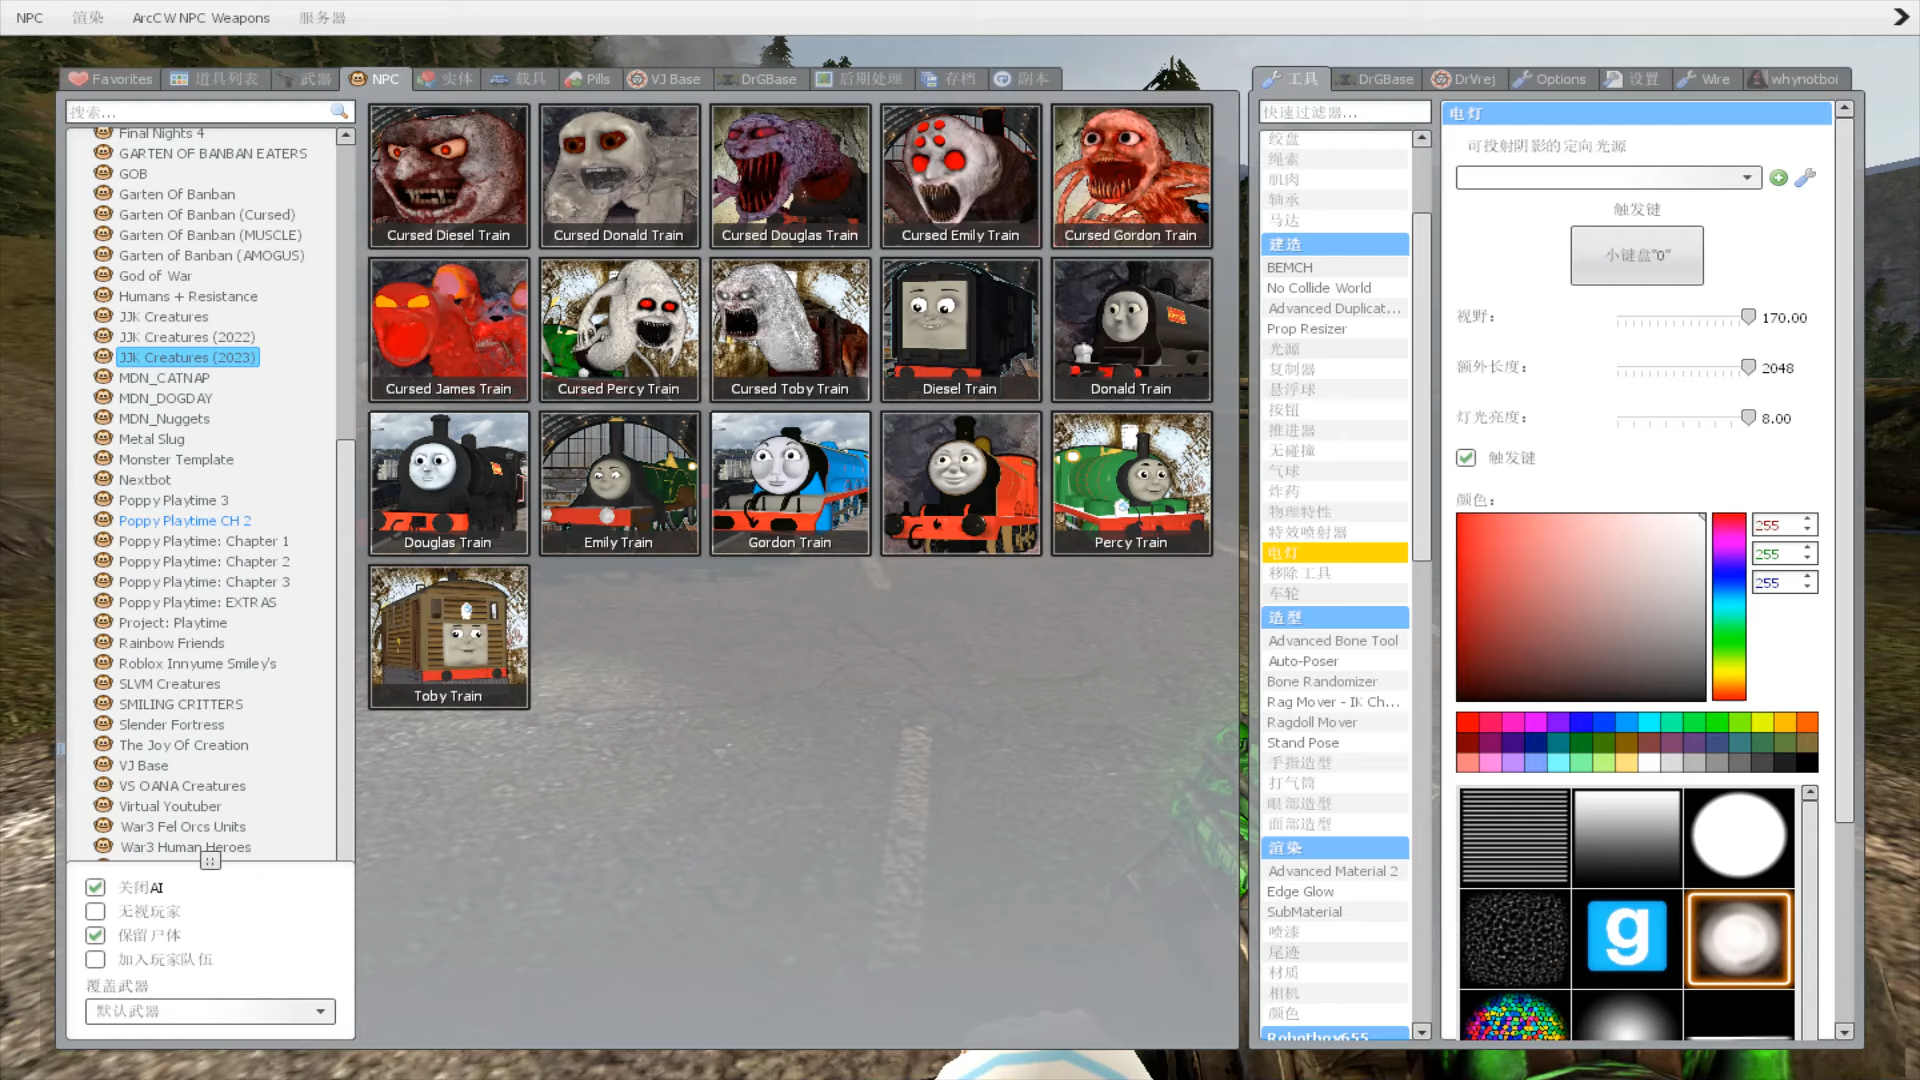 NPC 渲染 ArcCW NPC Weapons 服务器
Favorites 道具列表 武器 NPC 实体 载具 Pills VJ Base DrGBase 后期处理 存档 副本
搜索...
Final Nights 4
GARTEN OF BANBAN EATERS
GOB
Garten Of Banban
Garten Of Banban (Cursed)
Garten Of Banban (MUSCLE)
Garten of Banban (AMOGUS)
God of War
Humans + Resistance
JJK Creatures
JJK Creatures (2022)
JJK Creatures (2023)
MDN_CATNAP
MDN_DOGDAY
MDN_Nuggets
Metal Slug
Monster Template
Nextbot
Poppy Playtime 3
Poppy Playtime CH 2
Poppy Playtime: Chapter 1
Poppy Playtime: Chapter 2
Poppy Playtime: Chapter 3
Poppy Playtime: EXTRAS
Project: Playtime
Rainbow Friends
Roblox Innyume Smiley's
SLVM Creatures
SMILING CRITTERS
Slender Fortress
The Joy Of Creation
VJ Base
VS OANA Creatures
Virtual Youtuber
War3 Fel Orcs Units
War3 Human Heroes
关闭AI
无视玩家
保留尸体
加入玩家队伍
覆盖武器
默认武器
Cursed Diesel Train
Cursed Donald Train
Cursed Douglas Train
Cursed Emily Train
Cursed Gordon Train
Cursed James Train
Cursed Percy Train
Cursed Toby Train
Diesel Train
Donald Train
Douglas Train
Emily Train
Gordon Train
Percy Train
Toby Train
工具 DrGBase DrVrej Options 设置 Wire whynotboi
快速过滤器...
绞盘
绳索
肌肉
轴承
马达
建造
BEMCH
No Collide World
Advanced Duplicat...
Prop Resizer
光源
复制器
悬浮球
按钮
推进器
无碰撞
气球
炸药
物理特性
特效喷射器
电灯
移除 工具
车轮
造型
Advanced Bone Tool
Auto-Poser
Bone Randomizer
Rag Mover - IK Ch...
Ragdoll Mover
Stand Pose
手指造型
打气筒
眼部造型
面部造型
渲染
Advanced Material 2
Edge Glow
SubMaterial
喷漆
尾迹
材质
相机
颜色
Robotboy655
电灯
可投射阴影的定向光源
触发键
小键盘"0"
视野: 170.00
额外长度: 2048
灯光亮度: 8.00
触发键
颜色:
255
255
255
g